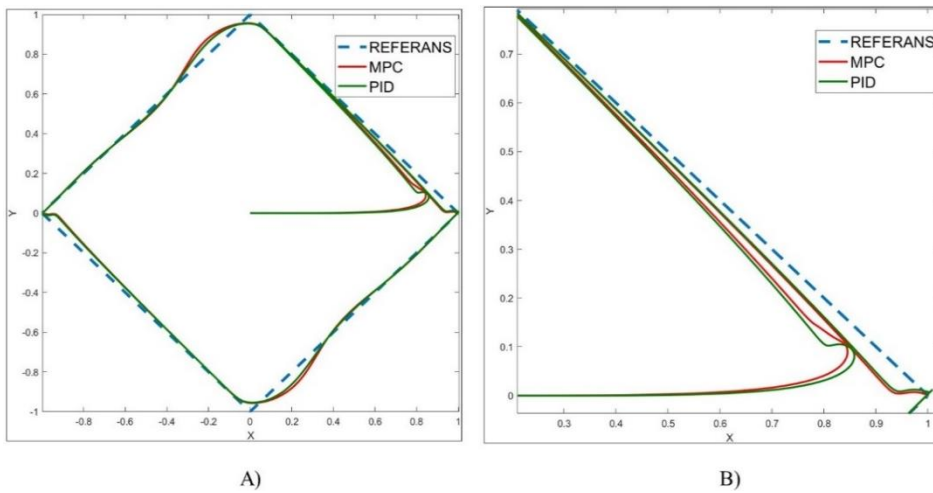 1
0.8
0.6
0.4
0.2
0
-0.2
-0.4
-0.6
-0.8
-1
Y
-0.8 -0.6 -0.4 -0.2 0 0.2 0.4 0.6 0.8 1
X
REFERANS
MPC
PID
A)
0.7
0.6
0.5
0.4
0.3
0.2
0.1
0
Y
0.3 0.4 0.5 0.6 0.7 0.8 0.9 1
X
REFERANS
MPC
PID
B)